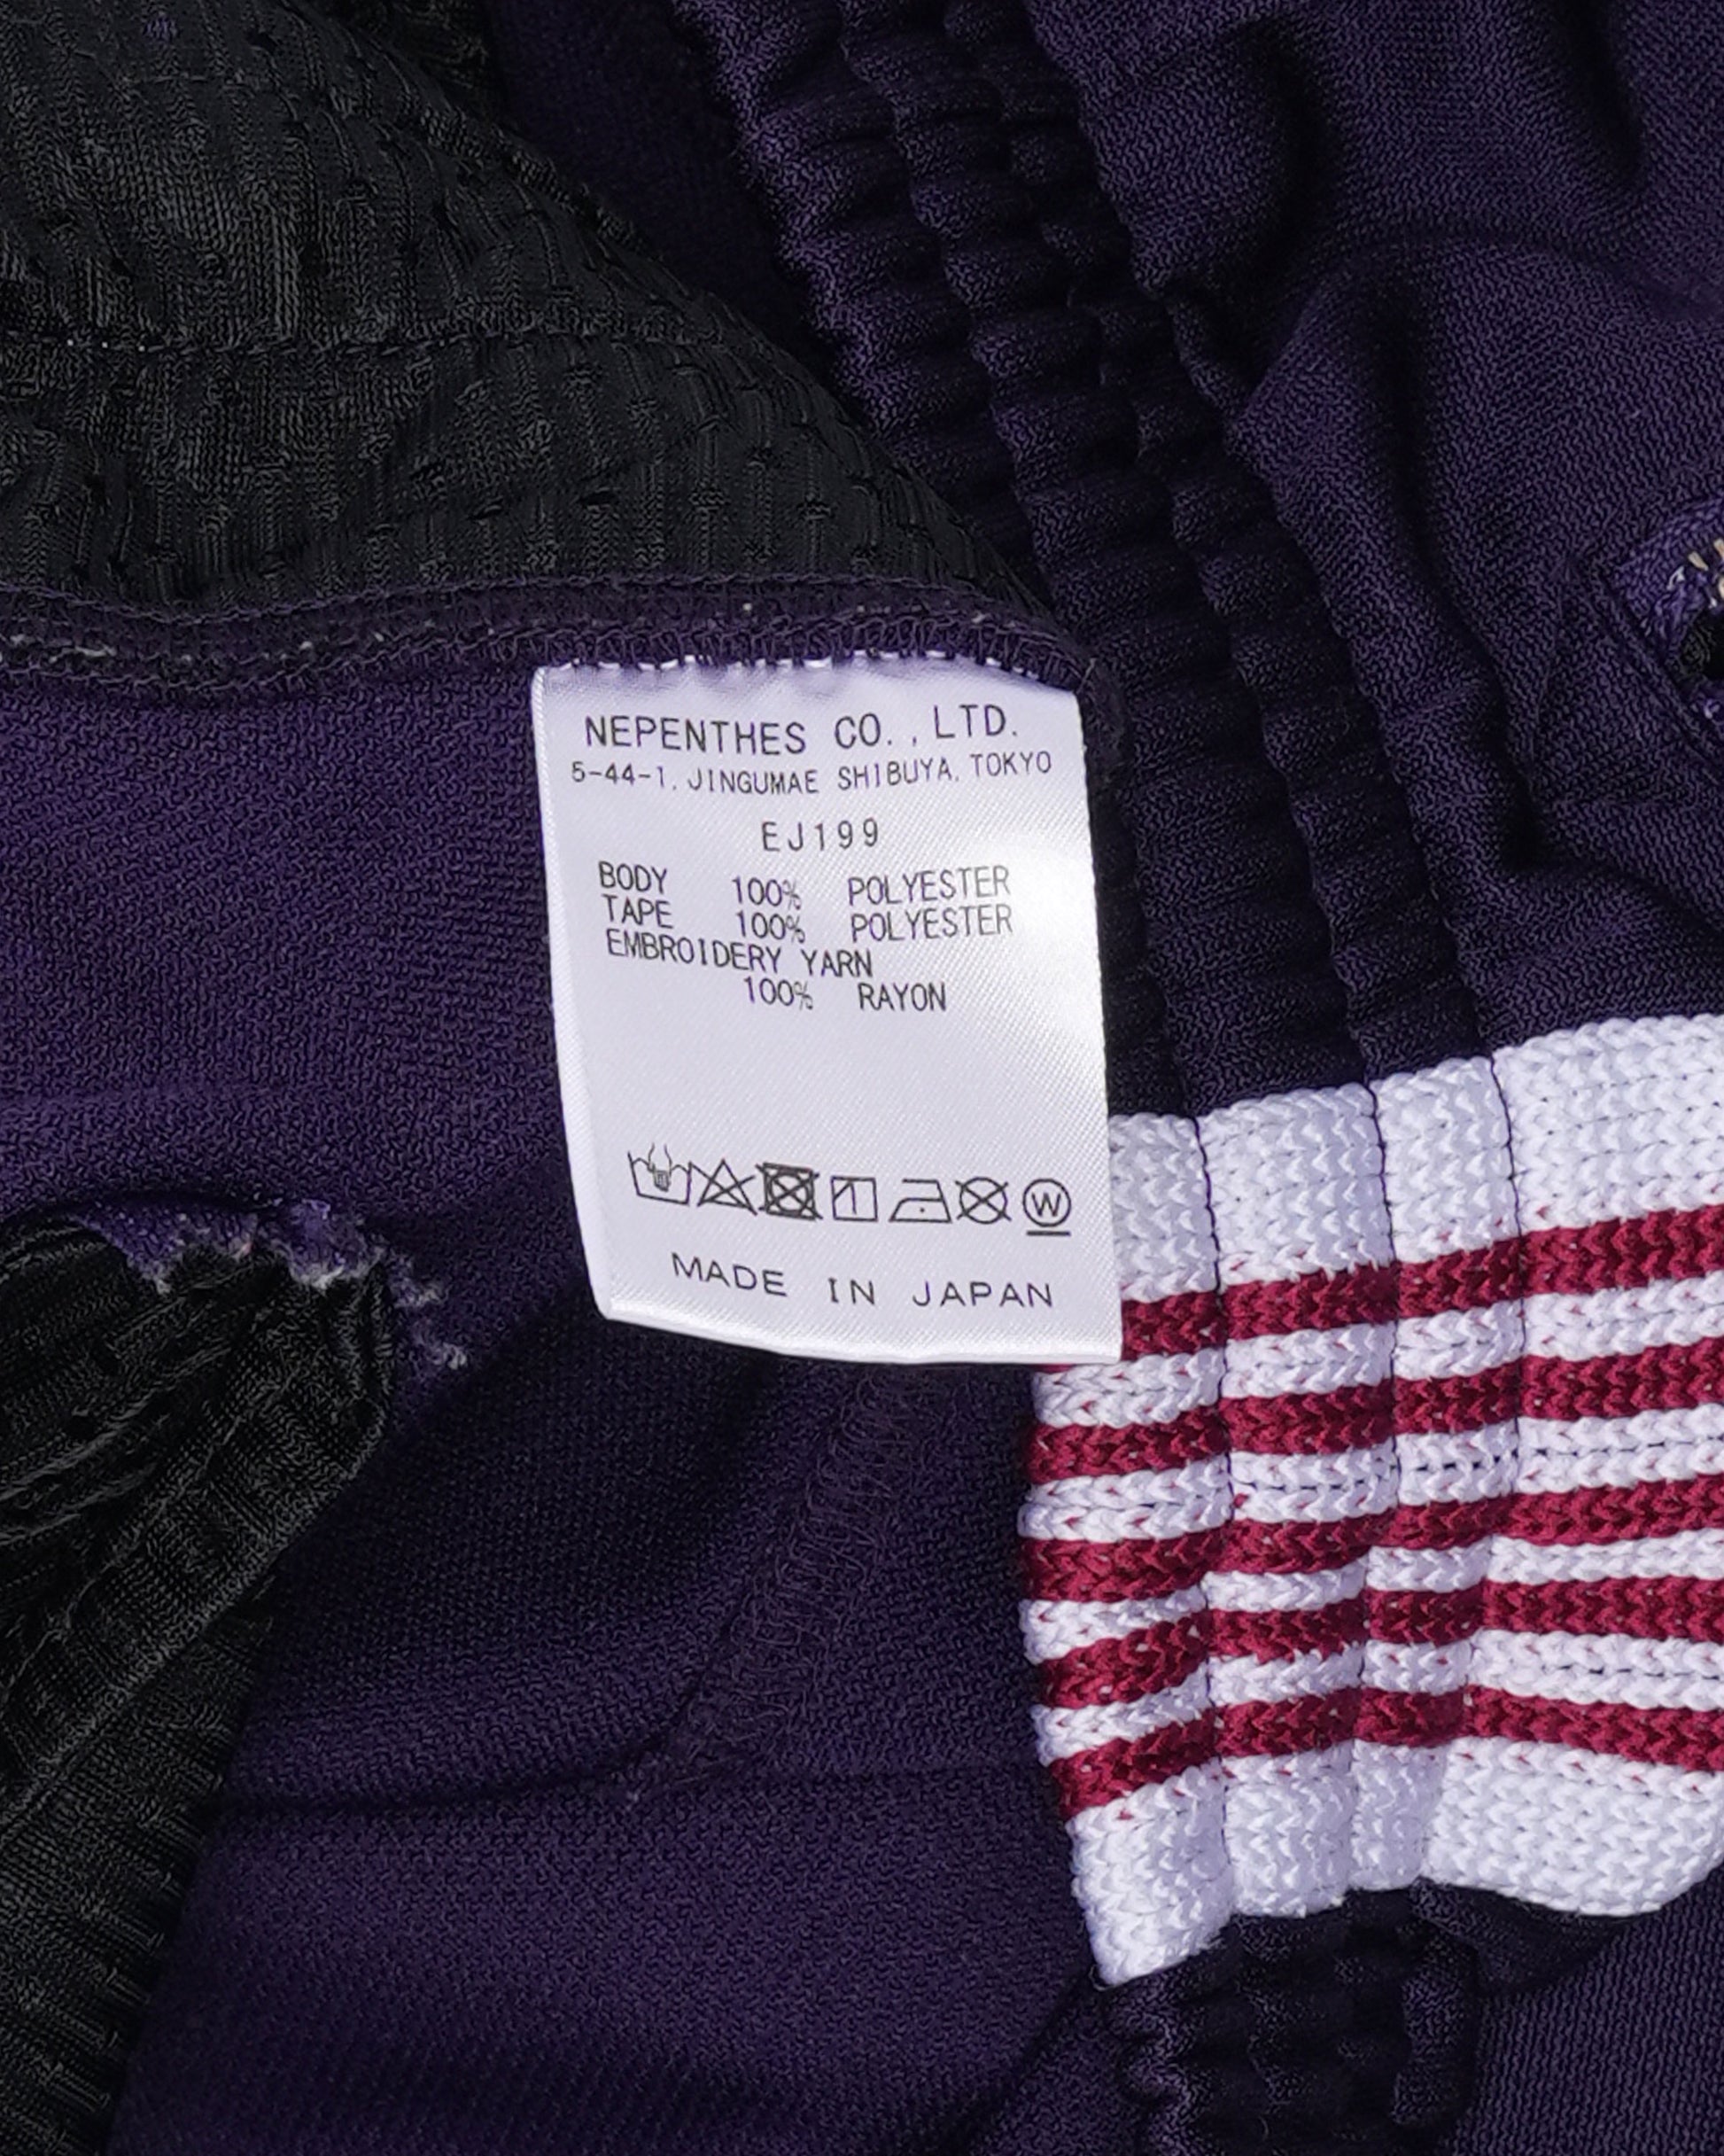 NEPENTHES CO., LTD.
5-44-1, JINGUMAE SHIBUYA, TOKYO
EJ199
BODY 100% POLYESTER
TAPE 100% POLYESTER
EMBROIDERY YARN
100% RAYON
W
MADE IN JAPAN